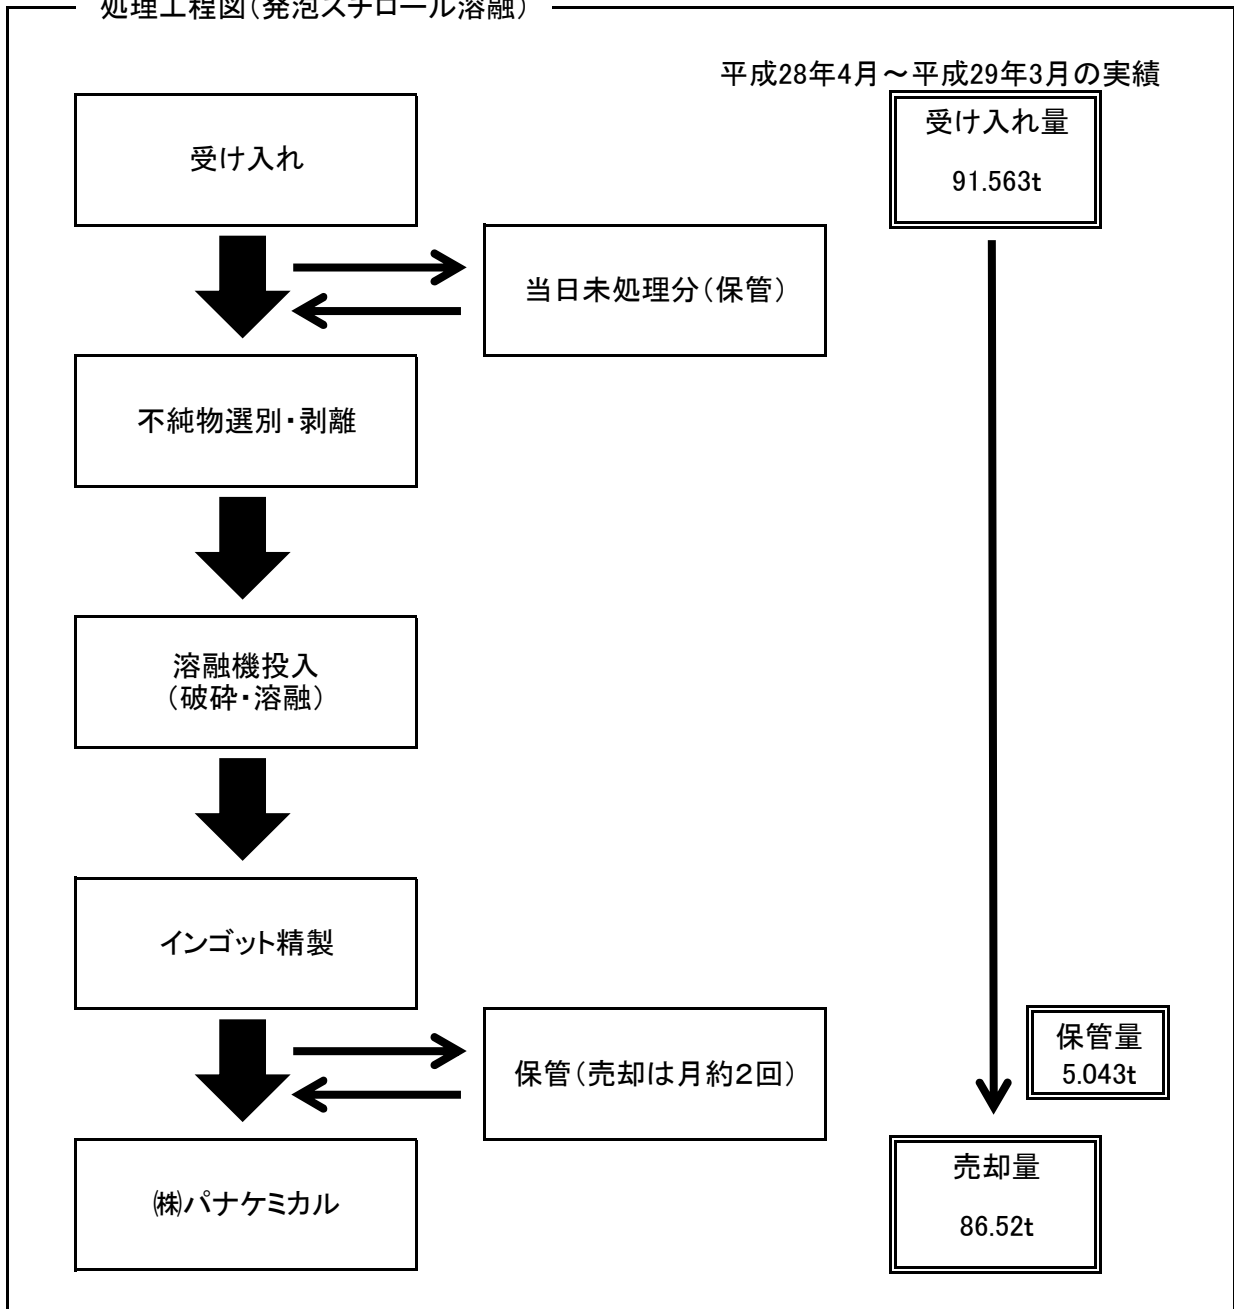 処理工程図（発泡スチロール溶融）
平成28年4月～平成29年3月の実績
受け入れ
受け入れ量
91.563t
当日未処理分（保管）
不純物選別・剥離
溶融機投入
（破砕・溶融）
インゴット精製
保管（売却は月約２回）
保管量
5.043t
㈱パナケミカル
売却量
86.52t